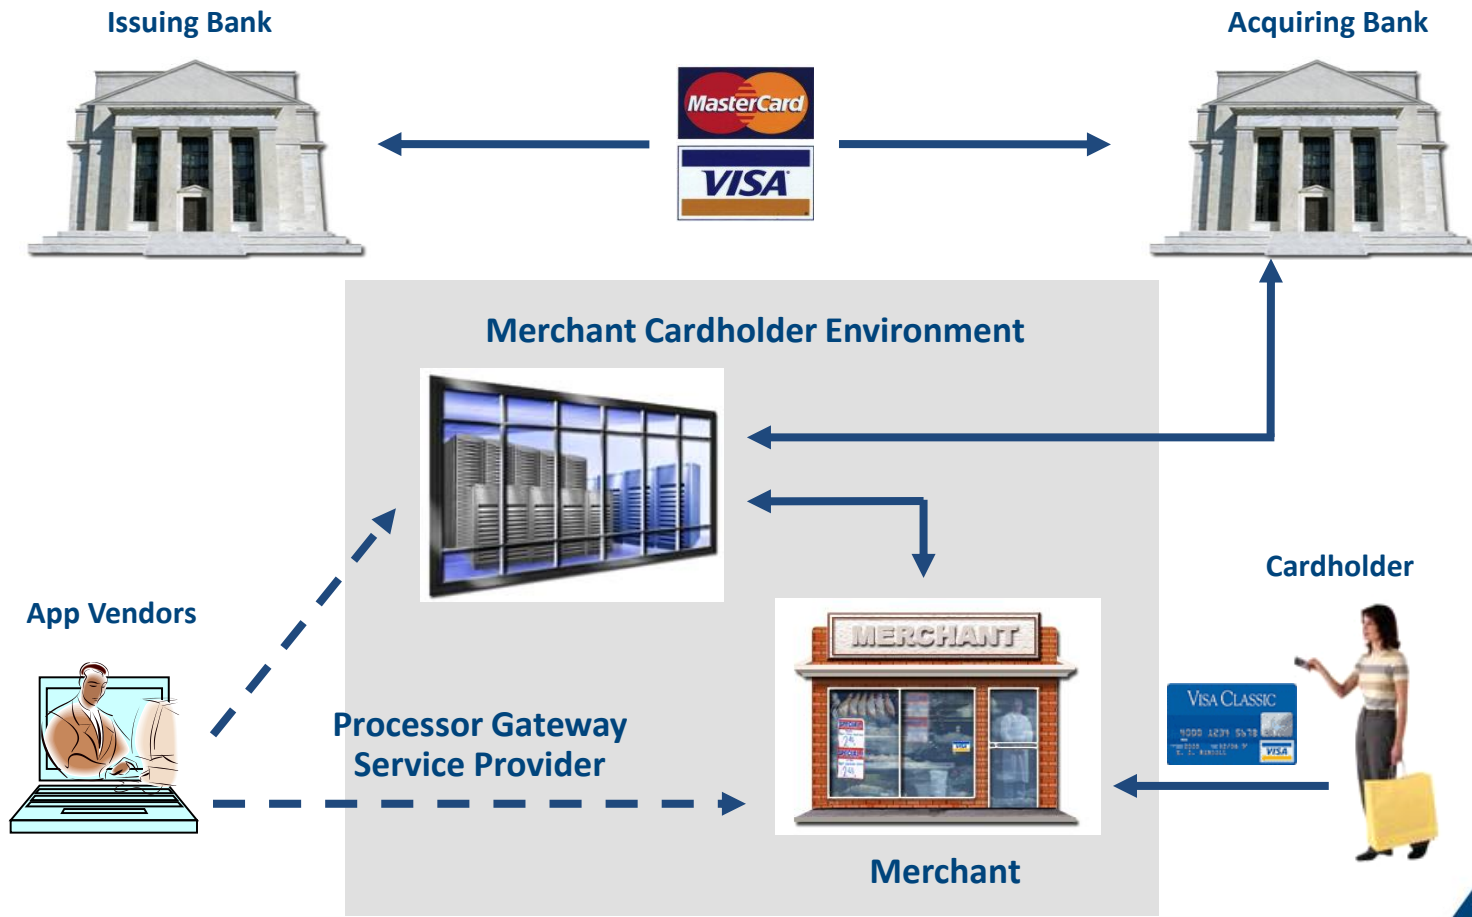 Issuing Bank
Acquiring Bank
MasterCard
VISA
Merchant Cardholder Environment
App Vendors
Cardholder
MERCHANT
VISA CLASSIC
VISA
Processor Gateway
Service Provider
Merchant